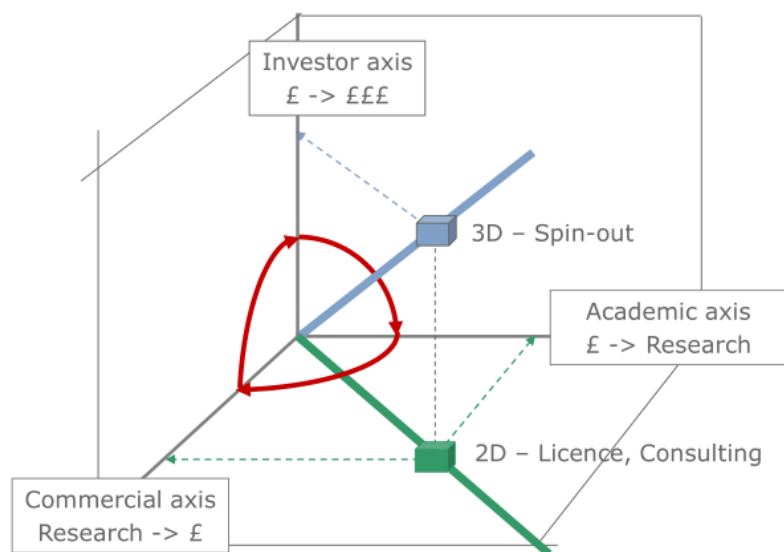 Investor axis
£ -> £££
3D – Spin-out
Academic axis
£ -> Research
2D – Licence, Consulting
Commercial axis
Research -> £